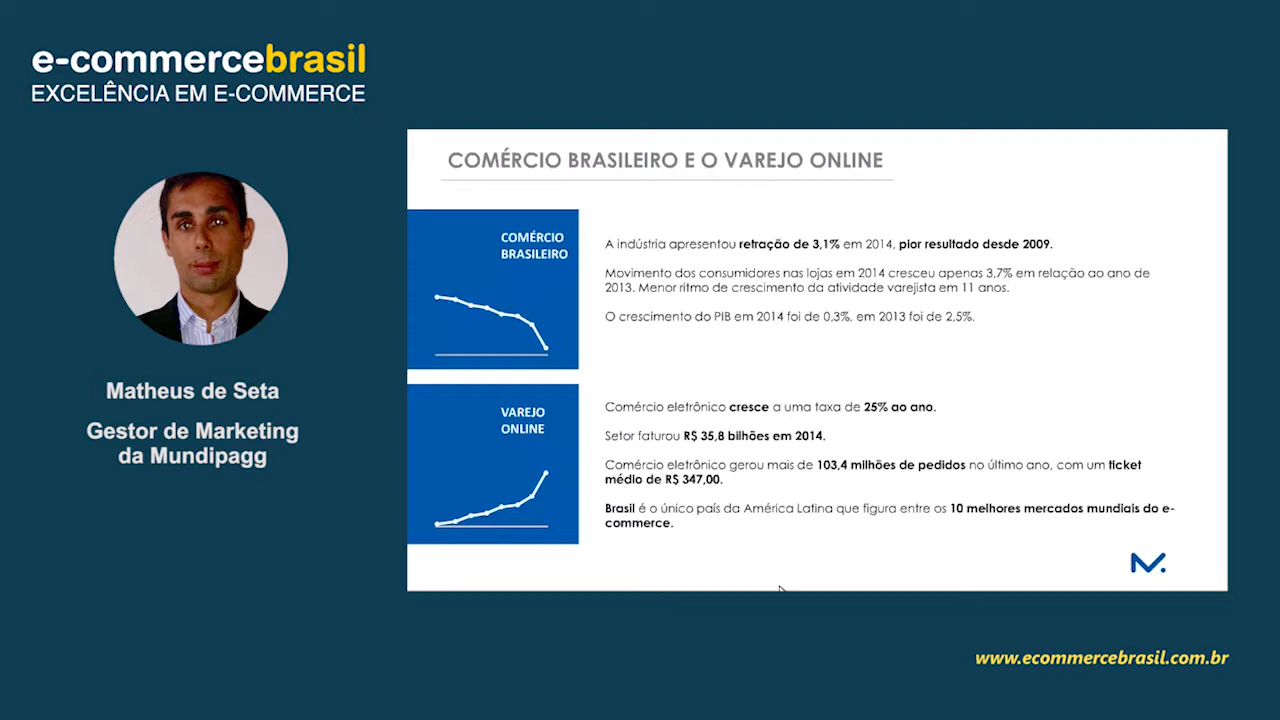 e-commercebrasil
EXCELÊNCIA EM E-COMMERCE
Matheus de Seta
Gestor de Marketing
da Mundipagg
COMÉRCIO BRASILEIRO E O VAREJO ONLINE
COMÉRCIO
BRASILEIRO
A indústria apresentou retração de 3,1% em 2014, pior resultado desde 2009.
Movimento dos consumidores nas lojas em 2014 cresceu apenas 3,7% em relação ao ano de
2013. Menor ritmo de crescimento da atividade varejista em 11 anos.
O crescimento do PIB em 2014 foi de 0,3%, em 2013 foi de 2,5%.
VAREJO
ONLINE
Comércio eletrônico cresce a uma taxa de 25% ao ano.
Setor faturou R$ 35,8 bilhões em 2014.
Comércio eletrônico gerou mais de 103,4 milhões de pedidos no último ano, com um ticket
médio de R$ 347,00.
Brasil é o único país da América Latina que figura entre os 10 melhores mercados mundiais do e-
commerce.
www.ecommercebrasil.com.br